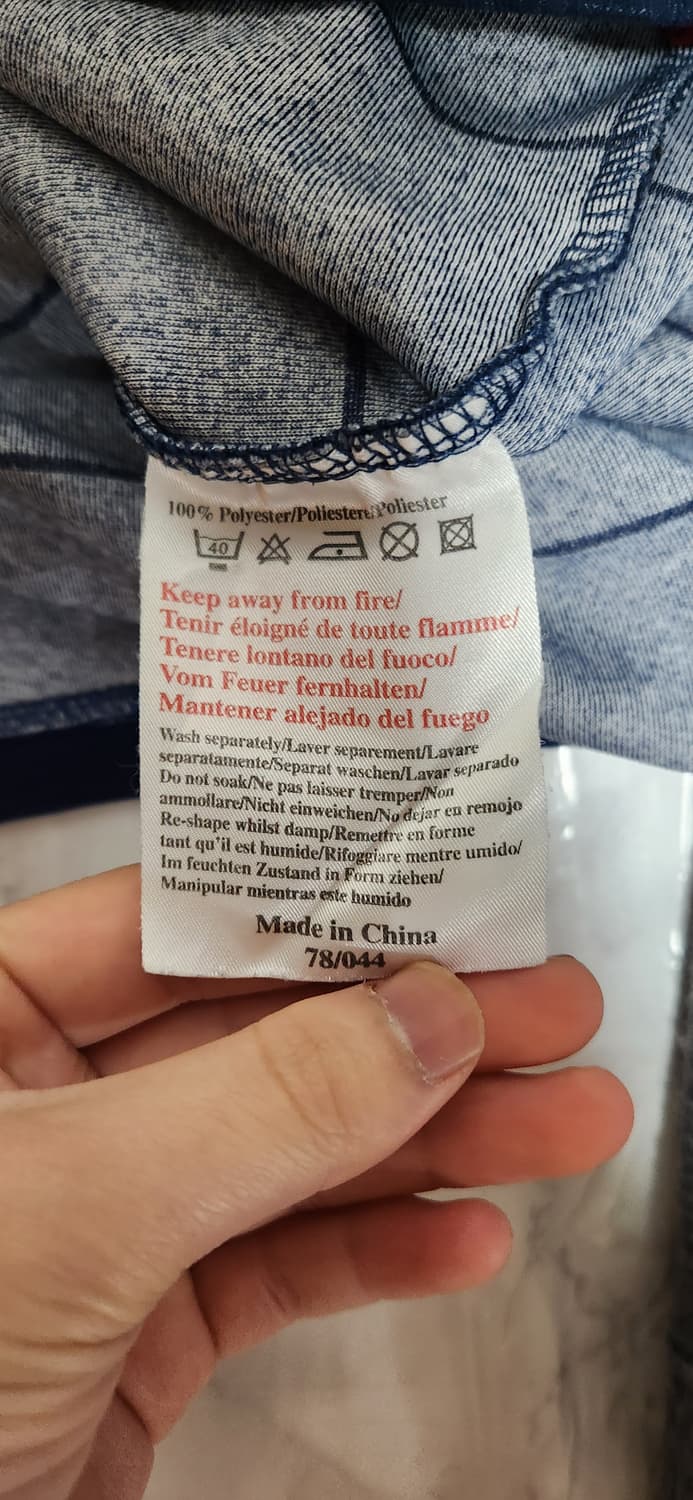 100% Polyester/Poliestere/Poliester
40
Keep away from fire/
Tenir éloigné de toute flamme/
Tenere lontano del fuoco/
Vom Feuer fernhalten/
Mantener alejado del fuego
Wash separately/Laver separement/Lavare
separatamente/Separat waschen/Lavar separado
Do not soak/Ne pas laisser tremper/Non
ammollare/Nicht einweichen/No dejar en remojo
Re-shape whilst damp/Remettre en forme
tant qu'il est humide/Rifoggiare mentre umido/
Im feuchten Zustand in Form ziehen/
Manipular mientras este humido
Made in China
78/044